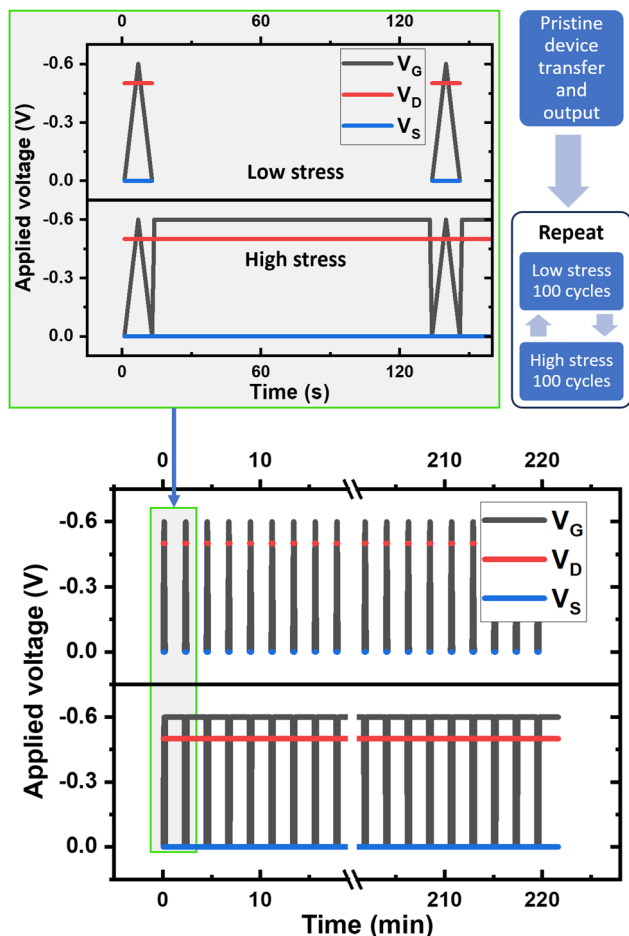 0 60 120
-0.6
-0.3
0.0
V_G
V_D
V_S
Low stress
-0.6
-0.3
0.0
High stress
Applied voltage (V)
0 60 120
Time (s)
Pristine
device
transfer
and
output
Repeat
Low stress
100 cycles
High stress
100 cycles
0 10 210 220
-0.6
-0.3
0.0
V_G
V_D
V_S
-0.6
-0.3
0.0
Applied voltage (V)
0 10 210 220
Time (min)